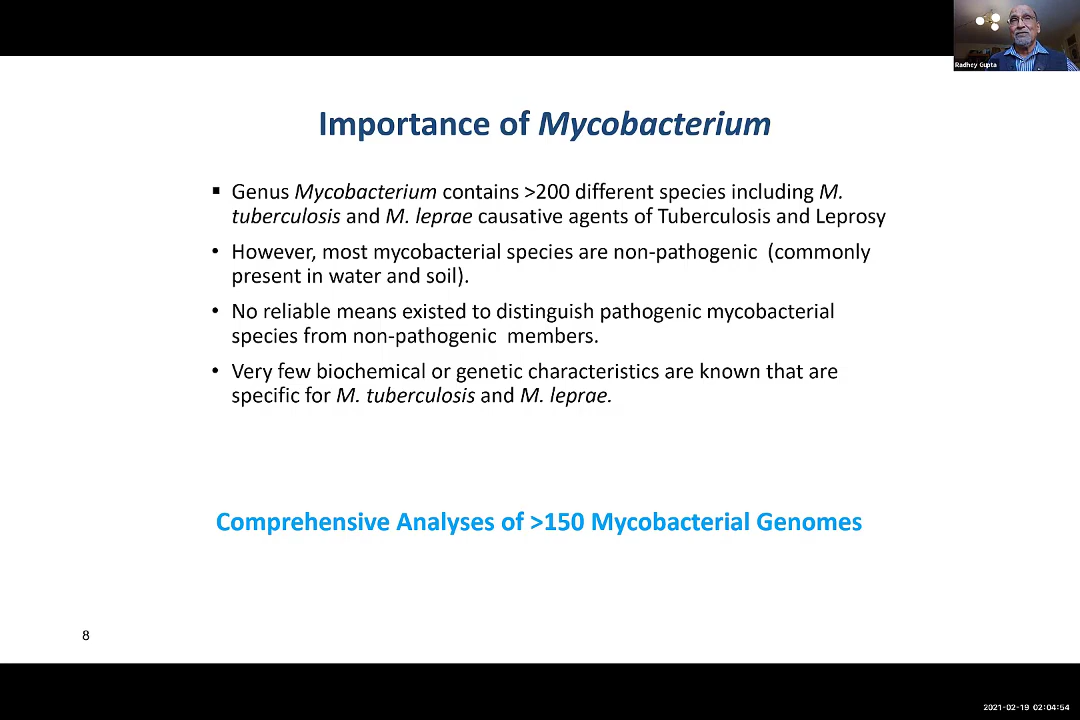 Radhey Gupta
Importance of Mycobacterium
▪ Genus Mycobacterium contains >200 different species including M.
tuberculosis and M. leprae causative agents of Tuberculosis and Leprosy
• However, most mycobacterial species are non-pathogenic (commonly
present in water and soil).
• No reliable means existed to distinguish pathogenic mycobacterial
species from non-pathogenic members.
• Very few biochemical or genetic characteristics are known that are
specific for M. tuberculosis and M. leprae.
Comprehensive Analyses of >150 Mycobacterial Genomes
8
2021-02-19 02:04:54